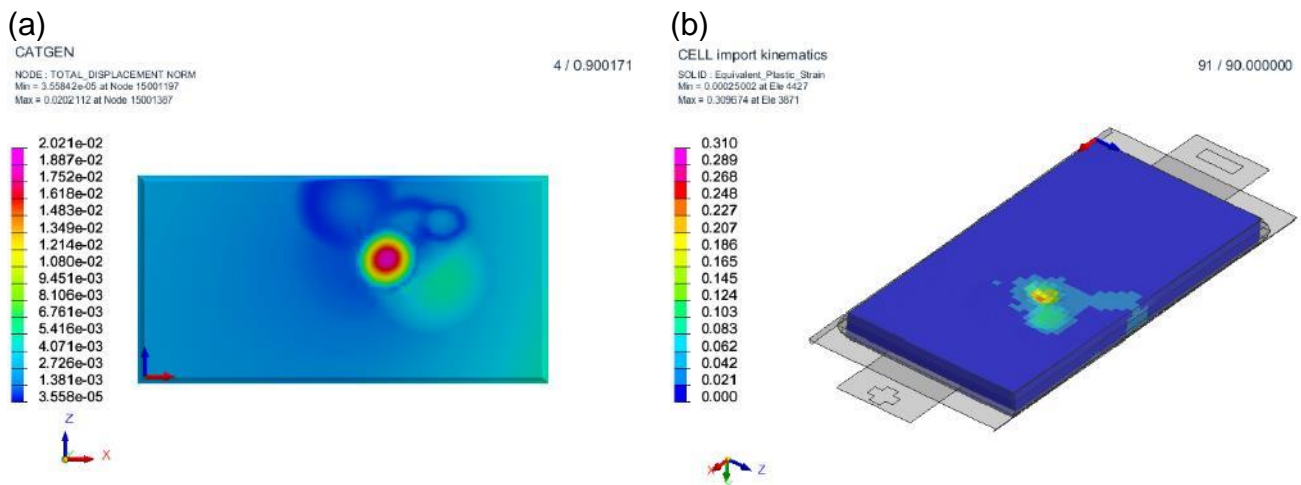 (a)
CATGEN
NODE : TOTAL_DISPLACEMENT NORM
Min = 3.55842e-05 at Node 15001197
Max = 0.0202112 at Node 15001387
4 / 0.900171
2.021e-02
1.887e-02
1.752e-02
1.618e-02
1.483e-02
1.349e-02
1.214e-02
1.080e-02
9.451e-03
8.106e-03
6.761e-03
5.416e-03
4.071e-03
2.726e-03
1.381e-03
3.558e-05
Z
X
(b)
CELL import kinematics
SOLID : Equivalent_Plastic_Strain
Min = 0.00025002 at Ele 4427
Max = 0.309674 at Ele 3871
91 / 90.000000
0.310
0.289
0.268
0.248
0.227
0.207
0.186
0.165
0.145
0.124
0.103
0.083
0.062
0.042
0.021
0.000
X
Z